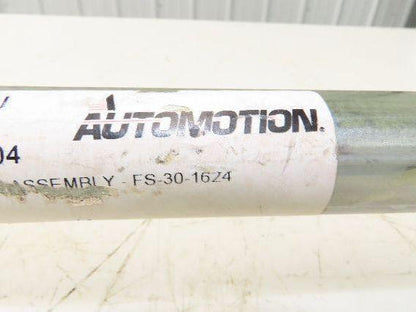 AUTOMOTION
04
ASSEMBLY - FS-30-1624